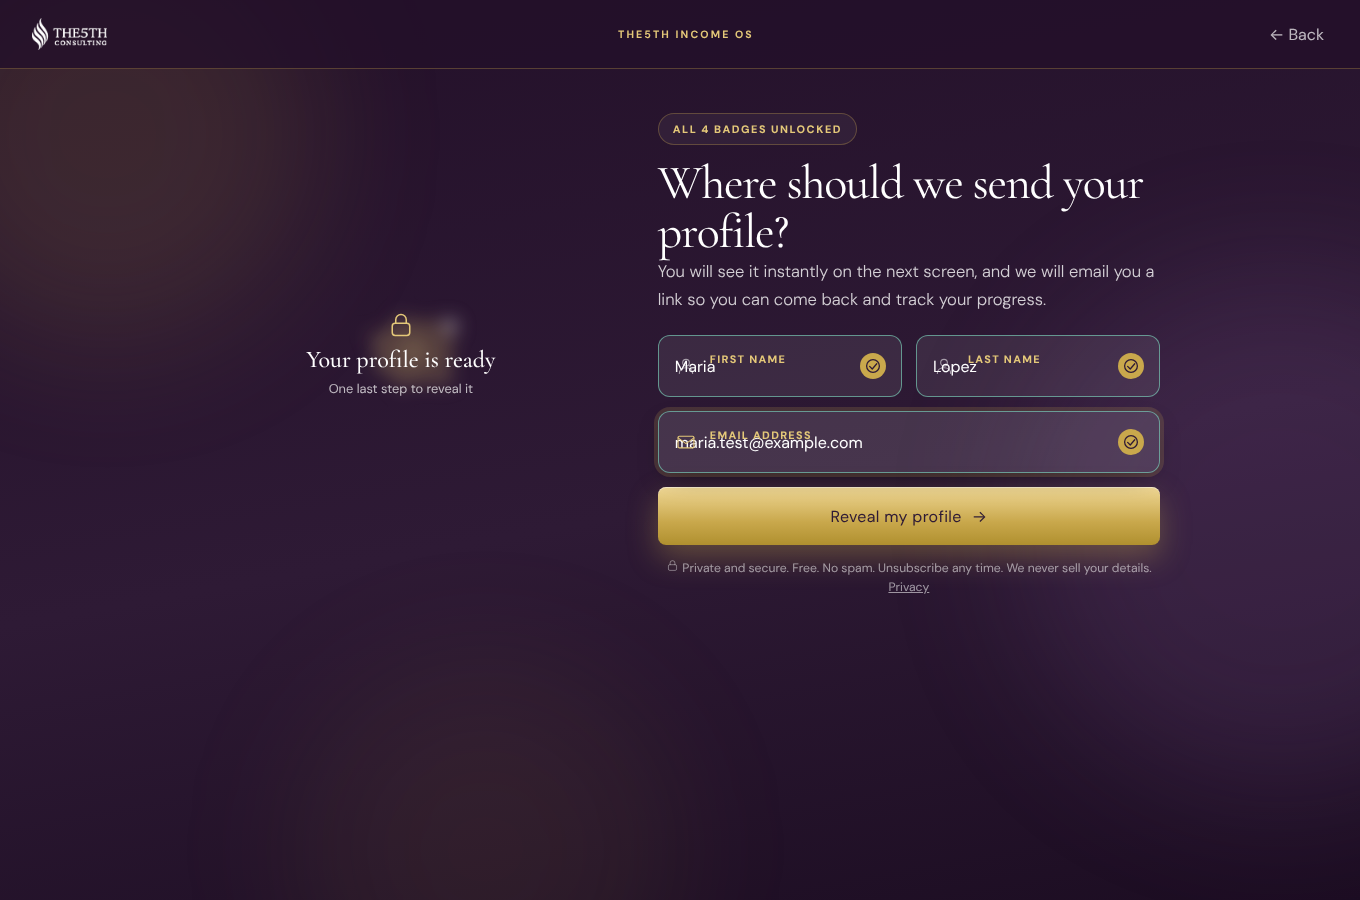 THE5TH
CONSULTING
THE5TH INCOME OS
← Back
ALL 4 BADGES UNLOCKED
Where should we send your
profile?
You will see it instantly on the next screen, and we will email you a
link so you can come back and track your progress.
Your profile is ready
One last step to reveal it
FIRST NAME
Maria
LAST NAME
Lopez
EMAIL ADDRESS
maria.test@example.com
Reveal my profile →
Private and secure. Free. No spam. Unsubscribe any time. We never sell your details.
Privacy